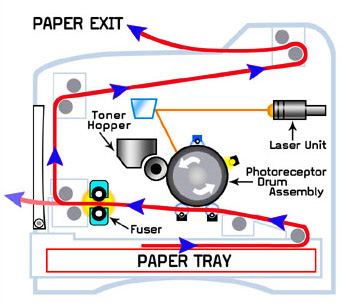 PAPER EXIT
Toner
Hopper
Laser Unit
Photoreceptor
Drum
Assembly
Fuser
PAPER TRAY